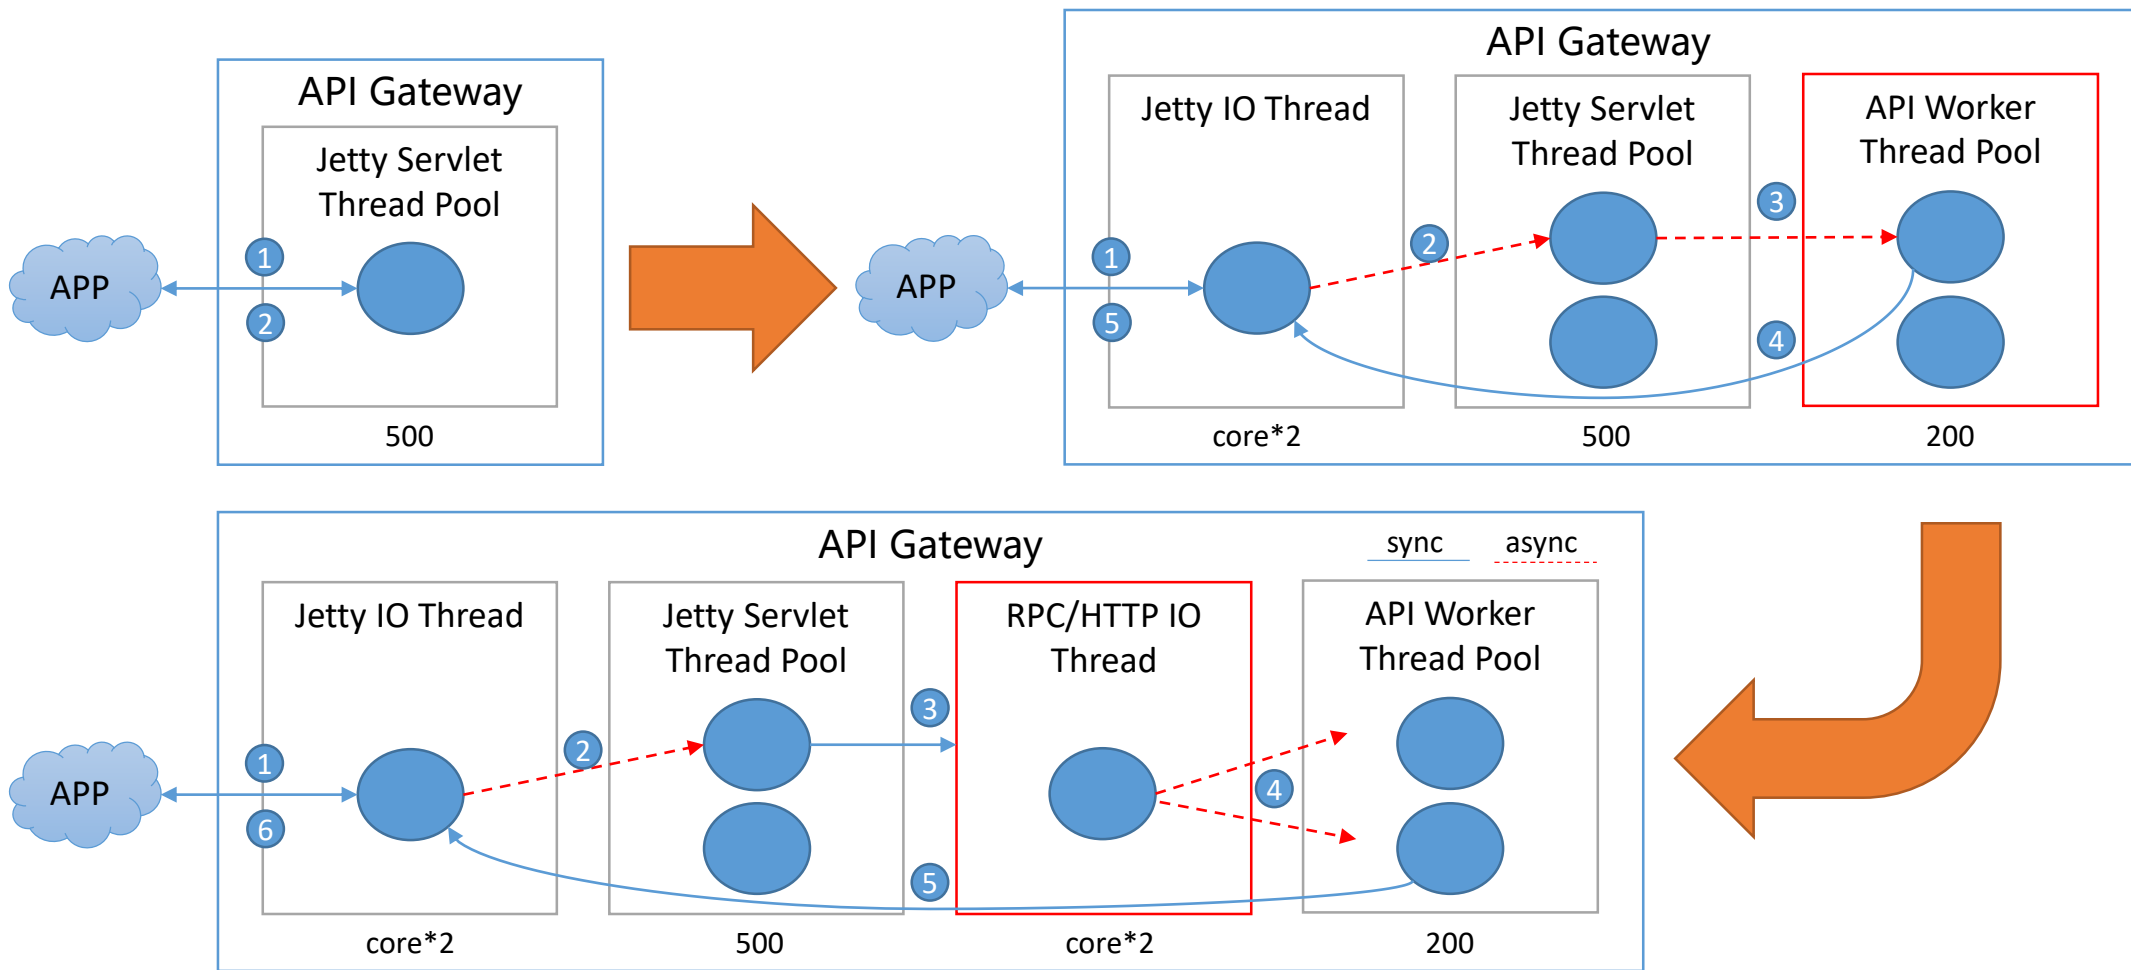 API Gateway
Jetty Servlet
Thread Pool
APP
1
2
500
API Gateway
Jetty IO Thread
Jetty Servlet
Thread Pool
API Worker
Thread Pool
APP
1
2
3
4
5
core*2
500
200
API Gateway
sync
async
Jetty IO Thread
Jetty Servlet
Thread Pool
RPC/HTTP IO
Thread
API Worker
Thread Pool
APP
1
2
3
4
5
6
core*2
500
core*2
200